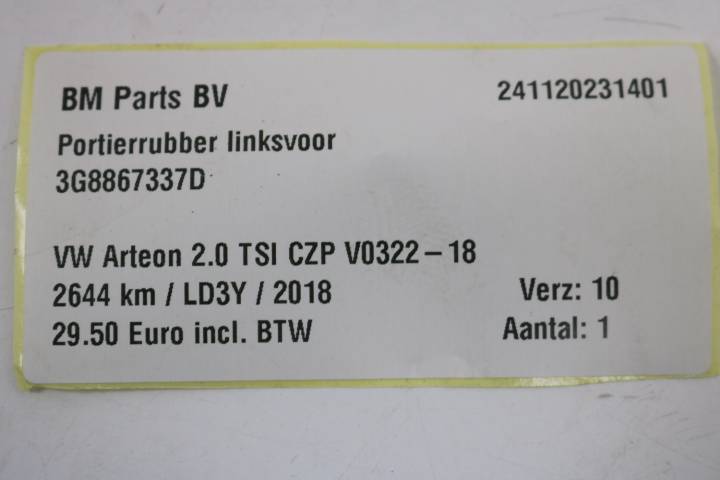 BM Parts BV 241120231401
Portierrubber linksvoor
3G8867337D
VW Arteon 2.0 TSI CZP V0322-18
2644 km / LD3Y / 2018 Verz: 10
29.50 Euro incl. BTW Aantal: 1